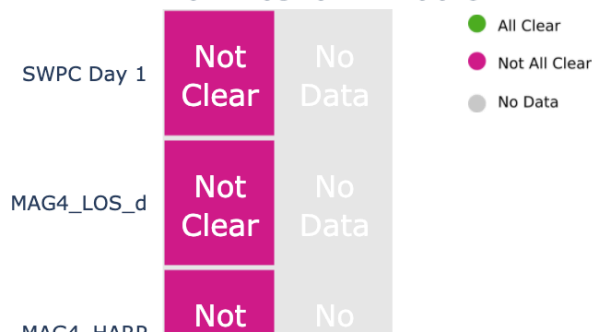 SWPC Day 1
Not
Clear
No
Data
MAG4_LOS_d
Not
Clear
No
Data
Not
No
All Clear
Not All Clear
No Data